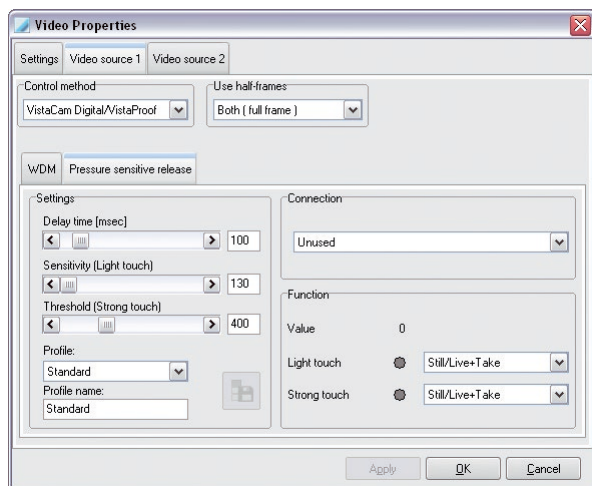 Video Properties
Settings Video source 1 Video source 2
Control method
VistaCam Digital/VistaProof
Use half-frames
Both ( full frame )
WDM Pressure sensitive release
Settings
Delay time [msec]
100
Sensitivity (Light touch)
130
Threshold (Strong touch)
400
Profile:
Standard
Profile name:
Standard
Connection
Unused
Function
Value 0
Light touch Still/Live+Take
Strong touch Still/Live+Take
Apply OK Cancel